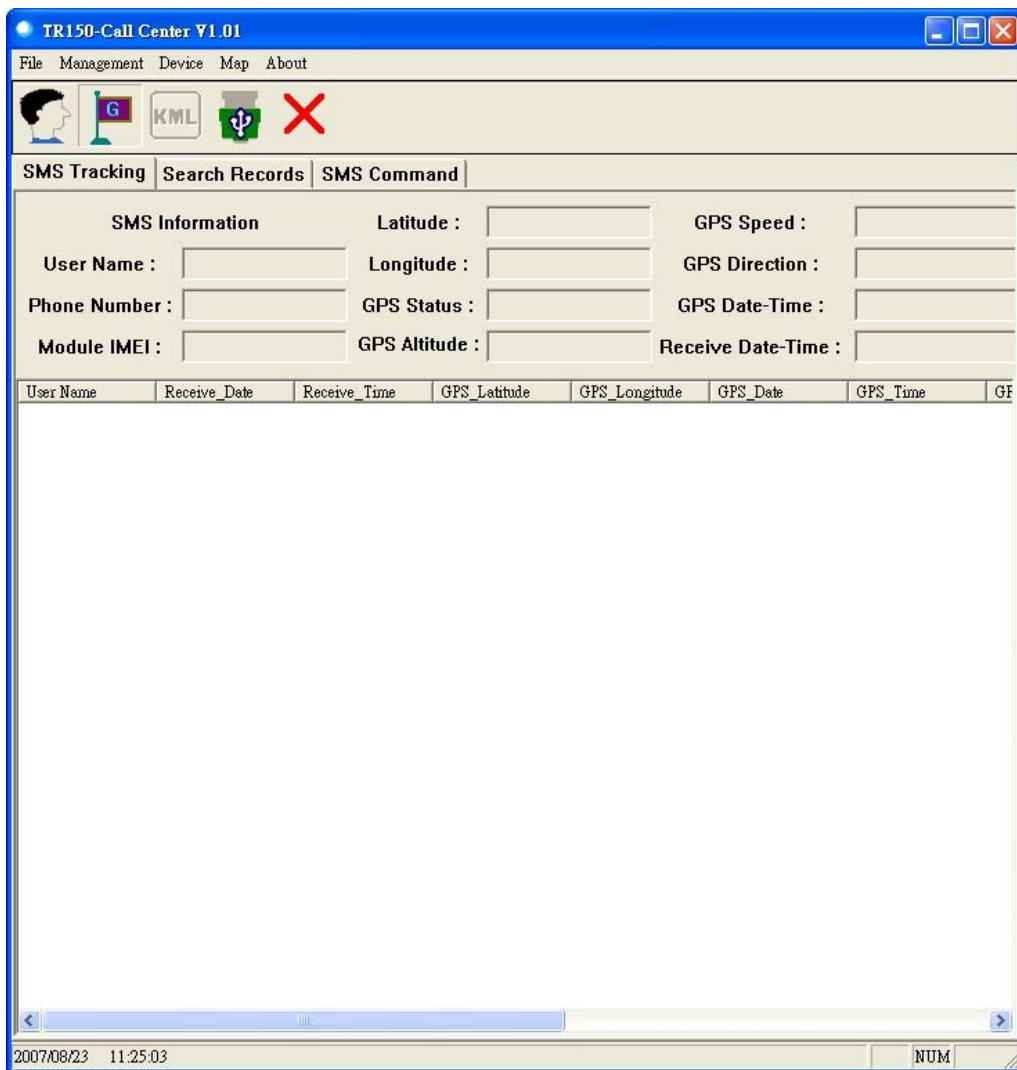 TR150-Call Center V1.01
File Management Device Map About
G KML
SMS Tracking Search Records SMS Command
SMS Information Latitude : GPS Speed :
User Name : Longitude : GPS Direction :
Phone Number : GPS Status : GPS Date-Time :
Module IMEI : GPS Altitude : Receive Date-Time :
User Name Receive_Date Receive_Time GPS_Latitude GPS_Longitude GPS_Date GPS_Time GP
2007/08/23 11:25:03 NUM